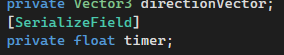 private Vector3 directionVector;
[SerializeField]
private float timer;